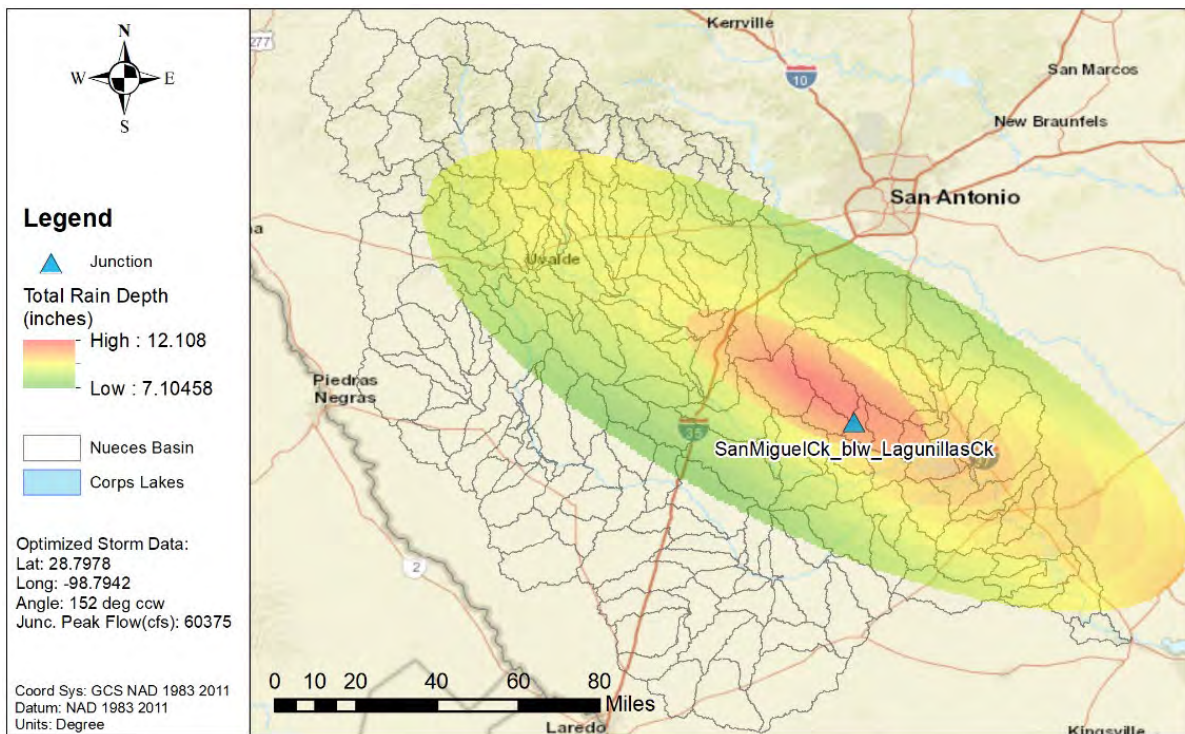 N
W E
S
Legend
Junction
Total Rain Depth
(inches)
High : 12.108
Low : 7.10458
Nueces Basin
Corps Lakes
Optimized Storm Data:
Lat: 28.7978
Long: -98.7942
Angle: 152 deg ccw
Junc. Peak Flow(cfs): 60375
Coord Sys: GCS NAD 1983 2011
Datum: NAD 1983 2011
Units: Degree
277
Kerrville
10
San Marcos
New Braunfels
San Antonio
na
Uvalde
Piedras
Negras
35
SanMiguelCk_blw_LagunillasCk
37
2
0 10 20 40 60 80
Miles
Laredo
Kingsville